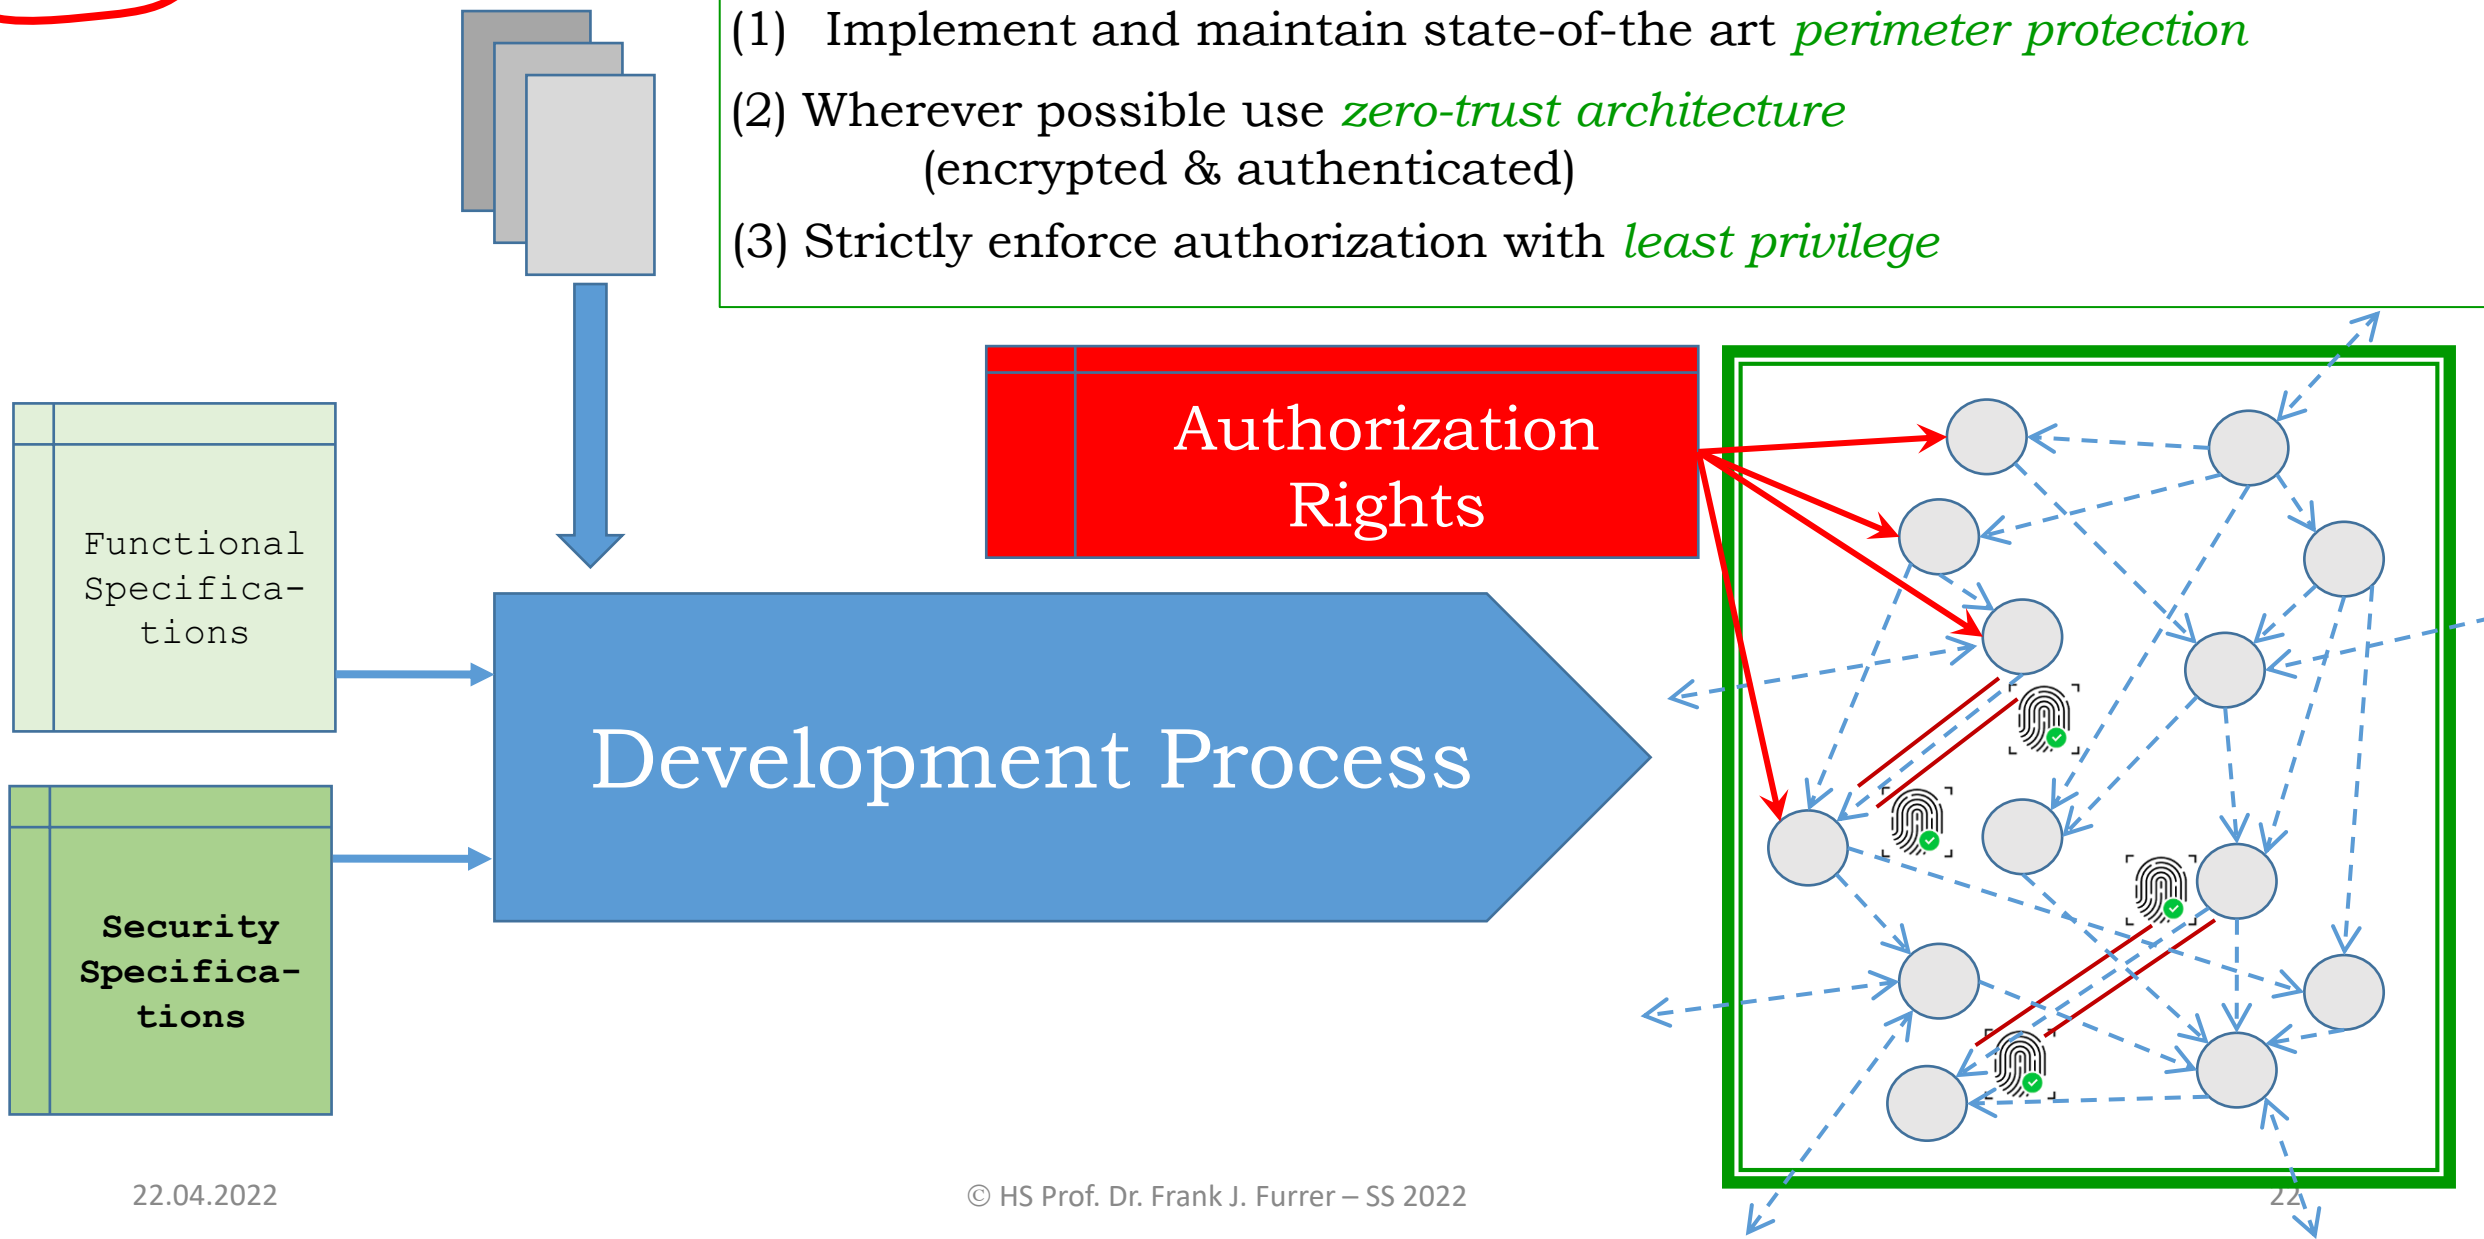 (1) Implement and maintain state-of-the art perimeter protection
(2) Wherever possible use zero-trust architecture
(encrypted & authenticated)
(3) Strictly enforce authorization with least privilege
Authorization
Rights
Functional
Specifica-
tions
Development Process
Security
Specifica-
tions
22.04.2022
© HS Prof. Dr. Frank J. Furrer – SS 2022
22